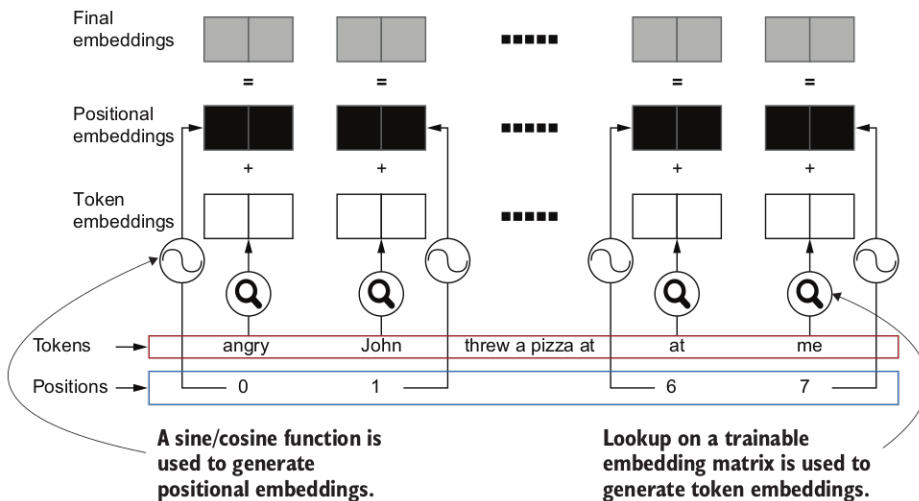 Final
embeddings
=
=
=
=
Positional
embeddings
+
+
+
+
Token
embeddings
Tokens angry John threw a pizza at at me
Positions 0 1 6 7
A sine/cosine function is
used to generate
positional embeddings.
Lookup on a trainable
embedding matrix is used to
generate token embeddings.